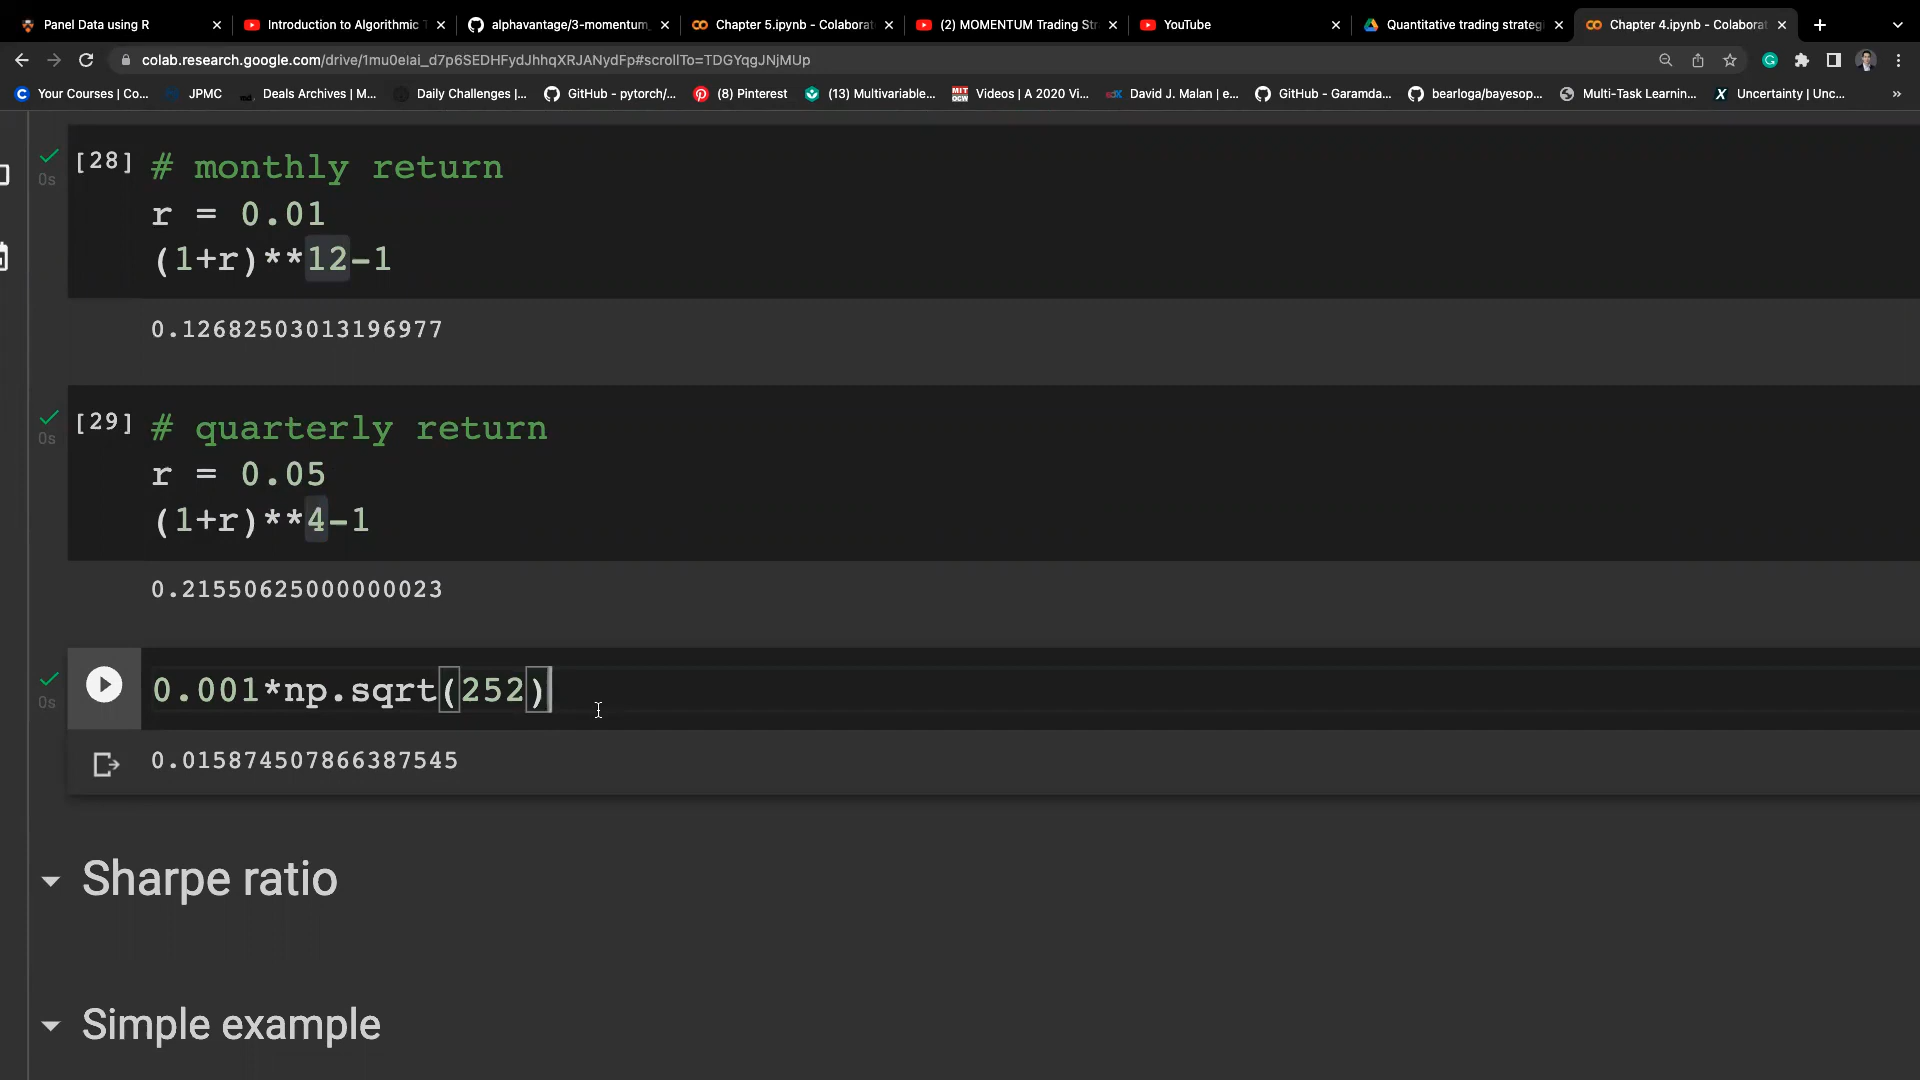 Panel Data using R
Introduction to Algorithmic T
alphavantage/3-momentum_
Chapter 5.ipynb - Colaborat
(2) MOMENTUM Trading Str
YouTube
Quantitative trading strategi
Chapter 4.ipynb - Colaborat
colab.research.google.com/drive/1mu0eIai_d7p6SEDHFydJhhqXRJANydFp#scrollTo=TDGYqgJNjMUp
Your Courses | Co...
JPMC
Deals Archives | M...
Daily Challenges |...
GitHub - pytorch/...
(8) Pinterest
(13) Multivariable...
Videos | A 2020 Vi...
David J. Malan | e...
GitHub - Garamda...
bearloga/bayesop...
Multi-Task Learnin...
Uncertainty | Unc...
»
[28] # monthly return
0s
r = 0.01
(1+r)**12-1
0.12682503013196977
[29] # quarterly return
0s
r = 0.05
(1+r)**4-1
0.21550625000000023
0.001*np.sqrt(252)
0s
0.015874507866387545
Sharpe ratio
Simple example